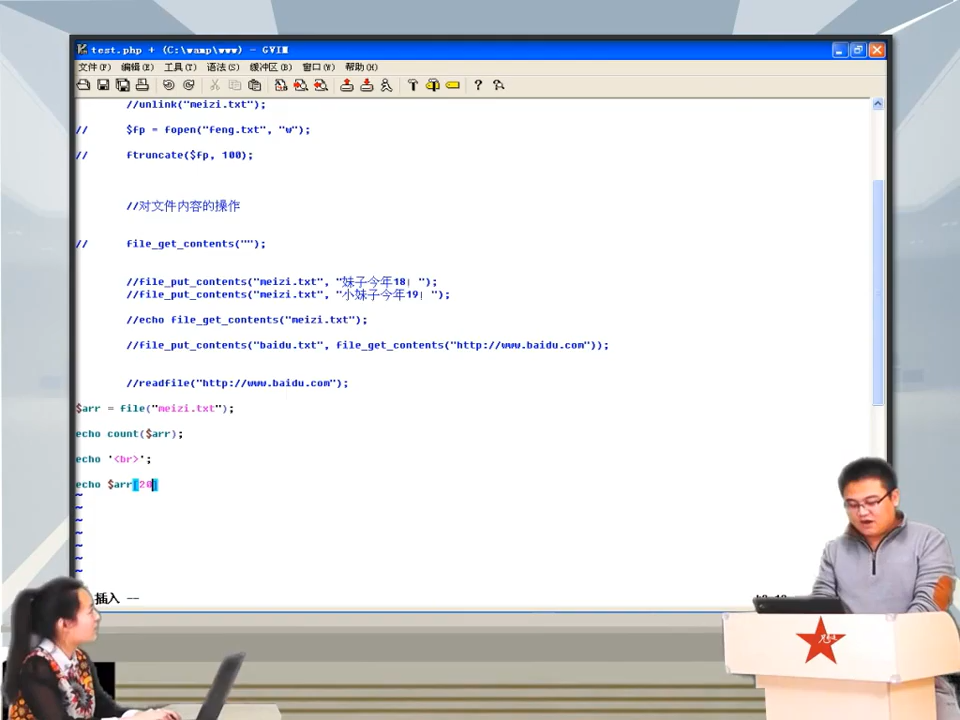 test.php + (C:\wamp\www) - GVIM
文件(F) 编辑(E) 工具(T) 语法(S) 缓冲区(B) 窗口(W) 帮助(H)
//unlink("meizi.txt");
// $fp = fopen("feng.txt", "w");
// ftruncate($fp, 100);
//对文件内容的操作
// file_get_contents("");
//file_put_contents("meizi.txt", "妹子今年18! ");
//file_put_contents("meizi.txt", "小妹子今年19! ");
//echo file_get_contents("meizi.txt");
//file_put_contents("baidu.txt", file_get_contents("http://www.baidu.com"));
//readfile("http://www.baidu.com");
$arr = file("meizi.txt");
echo count($arr);
echo '<br>';
echo $arr[20]
~
~
~
~
~
~
~
插入 --